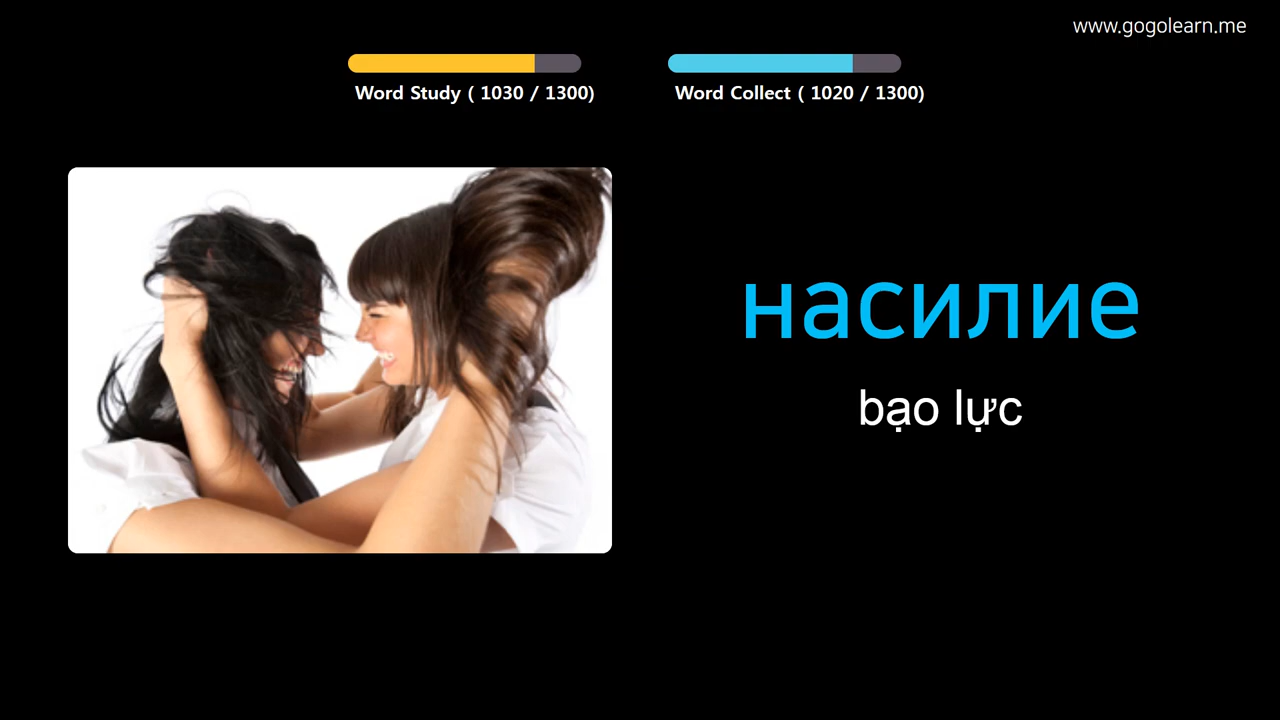 www.gogolearn.me
Word Study ( 1030 / 1300)
Word Collect ( 1020 / 1300)
насилие
bạo lực